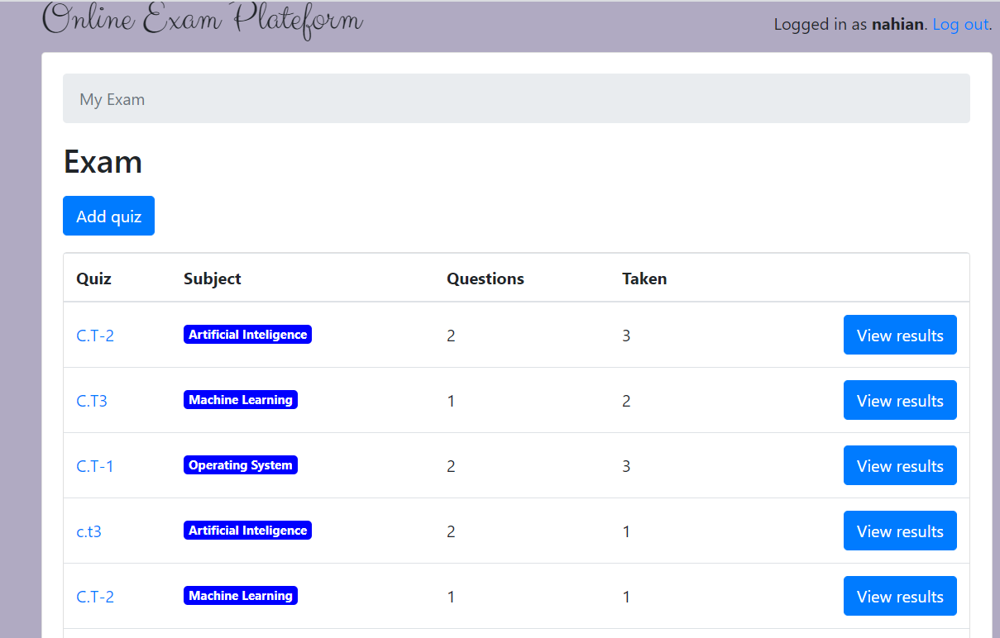 Online Exam Plateform
Logged in as nahian. Log out.
My Exam
Exam
Add quiz
Quiz Subject Questions Taken
C.T-2 Artificial Inteligence 2 3 View results
C.T3 Machine Learning 1 2 View results
C.T-1 Operating System 2 3 View results
c.t3 Artificial Inteligence 2 1 View results
C.T-2 Machine Learning 1 1 View results